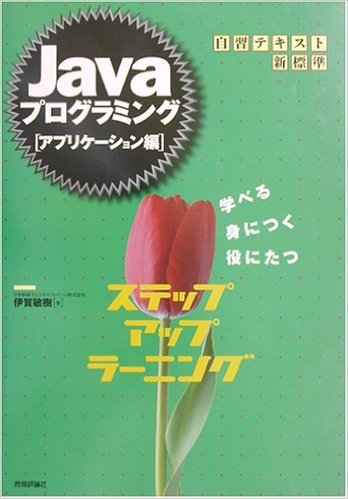 自習テキスト
新標準
Java
プログラミング
[アプリケーション編]
学べる
身につく
役にたつ
ステップ
アップ
ラーニング
伊賀敏樹[著]
技術評論社